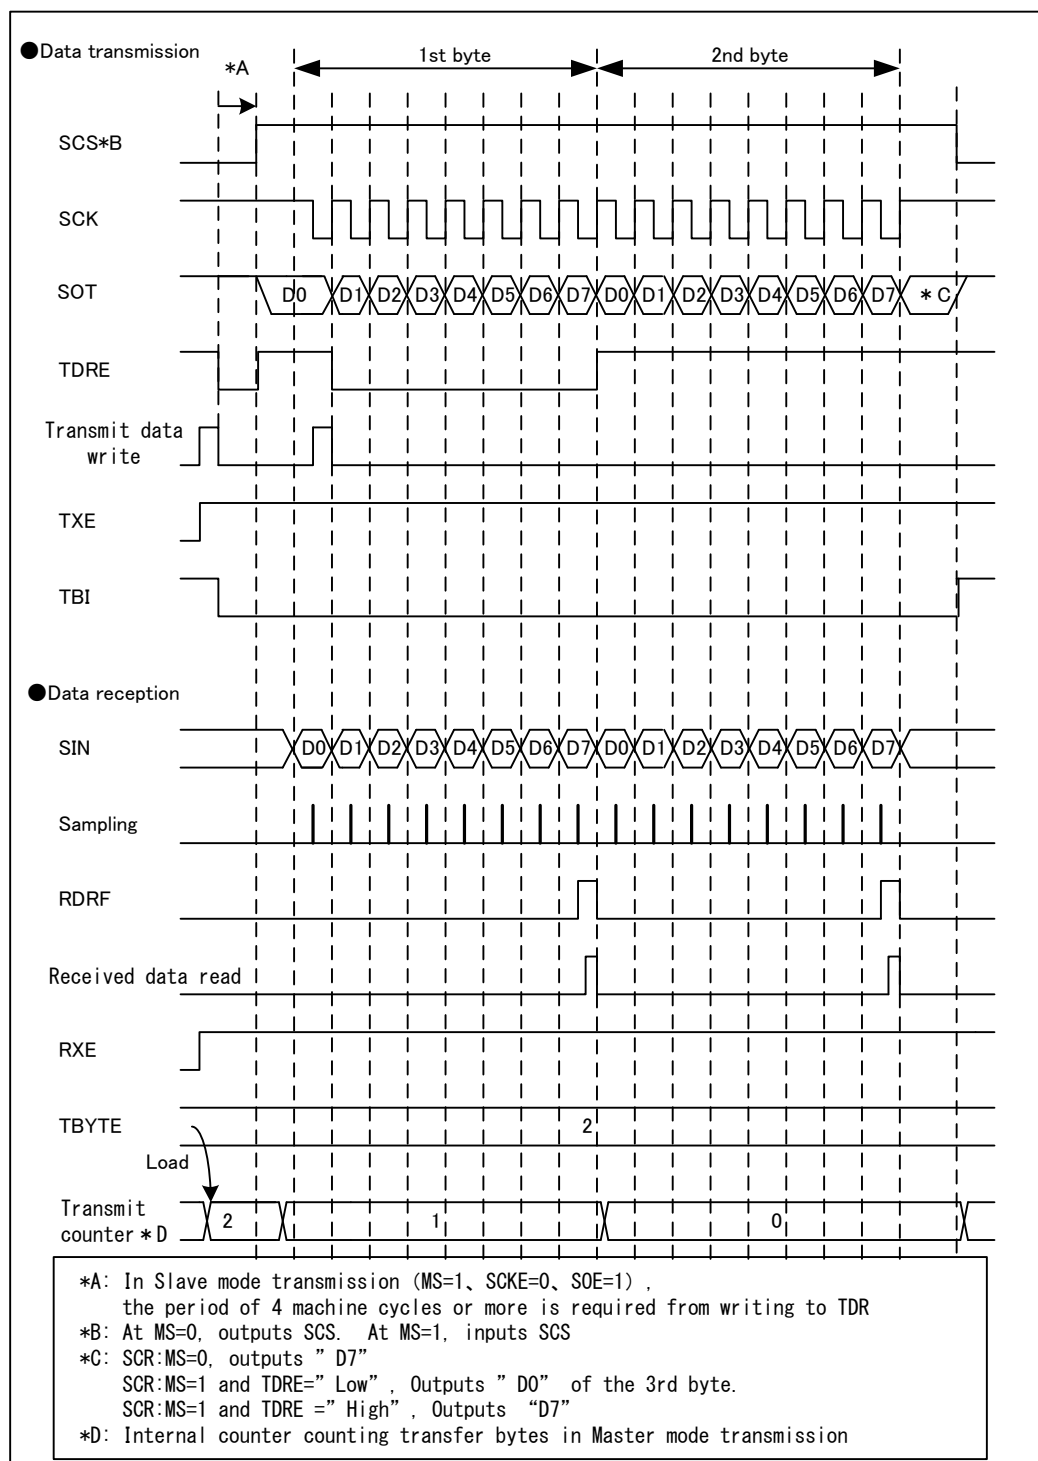 ●Data transmission
1st byte
2nd byte
*A
SCS*B
SCK
SOT
D0 D1 D2 D3 D4 D5 D6 D7 D0 D1 D2 D3 D4 D5 D6 D7 *C
TDRE
Transmit data
write
TXE
TBI
●Data reception
SIN
D0 D1 D2 D3 D4 D5 D6 D7 D0 D1 D2 D3 D4 D5 D6 D7
Sampling
RDRF
Received data read
RXE
TBYTE
2
Load
Transmit
counter *D
2 1 0
*A: In Slave mode transmission (MS=1、SCKE=0、SOE=1),
the period of 4 machine cycles or more is required from writing to TDR
*B: At MS=0, outputs SCS. At MS=1, inputs SCS
*C: SCR:MS=0, outputs ”D7”
SCR:MS=1 and TDRE=”Low”, Outputs ”D0” of the 3rd byte.
SCR:MS=1 and TDRE =”High”, Outputs “D7”
*D: Internal counter counting transfer bytes in Master mode transmission